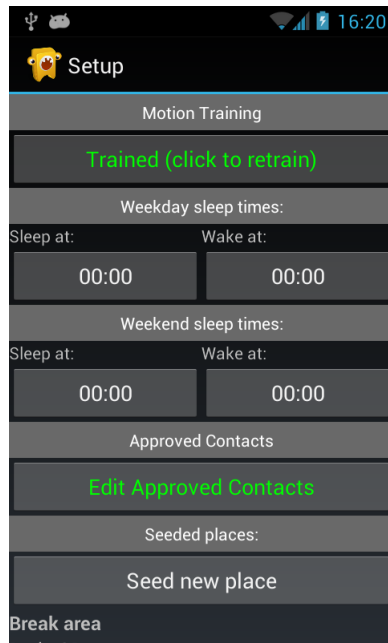 16:20
Setup
Motion Training
Trained (click to retrain)
Weekday sleep times:
Sleep at: Wake at:
00:00 00:00
Weekend sleep times:
Sleep at: Wake at:
00:00 00:00
Approved Contacts
Edit Approved Contacts
Seeded places:
Seed new place
Break area